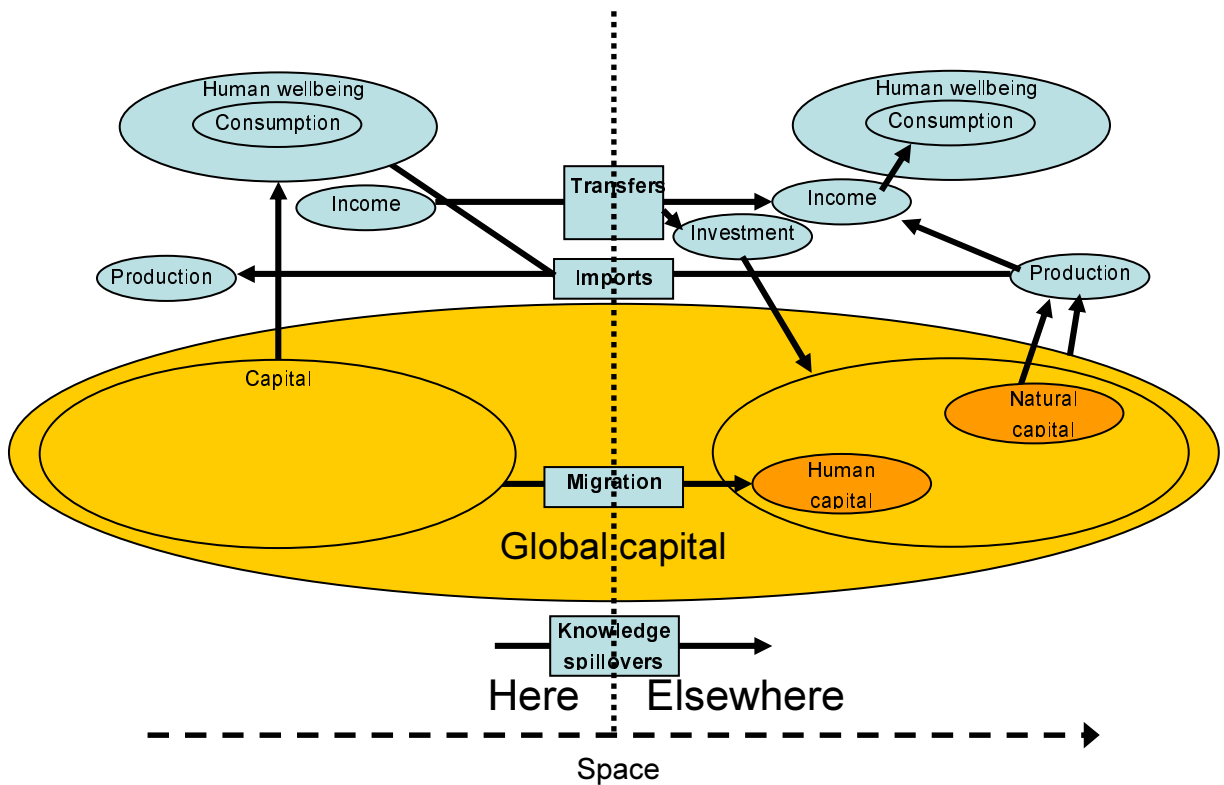 Human wellbeing
Consumption
Human wellbeing
Consumption
Transfers
Income
Income
Investment
Production
Imports
Production
Capital
Natural
capital
Migration
Human
capital
Global capital
Knowledge
spillovers
Here
Elsewhere
Space